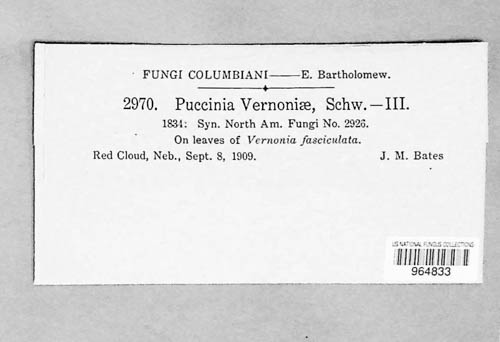 FUNGI COLUMBIANI——E. Bartholomew.
2970. Puccinia Vernoniæ, Schw.—III.
1834: Syn. North Am. Fungi No. 2926.
On leaves of Vernonia fasciculata.
Red Cloud, Neb., Sept. 8, 1909. J. M. Bates
US NATIONAL FUNGUS COLLECTIONS
964833